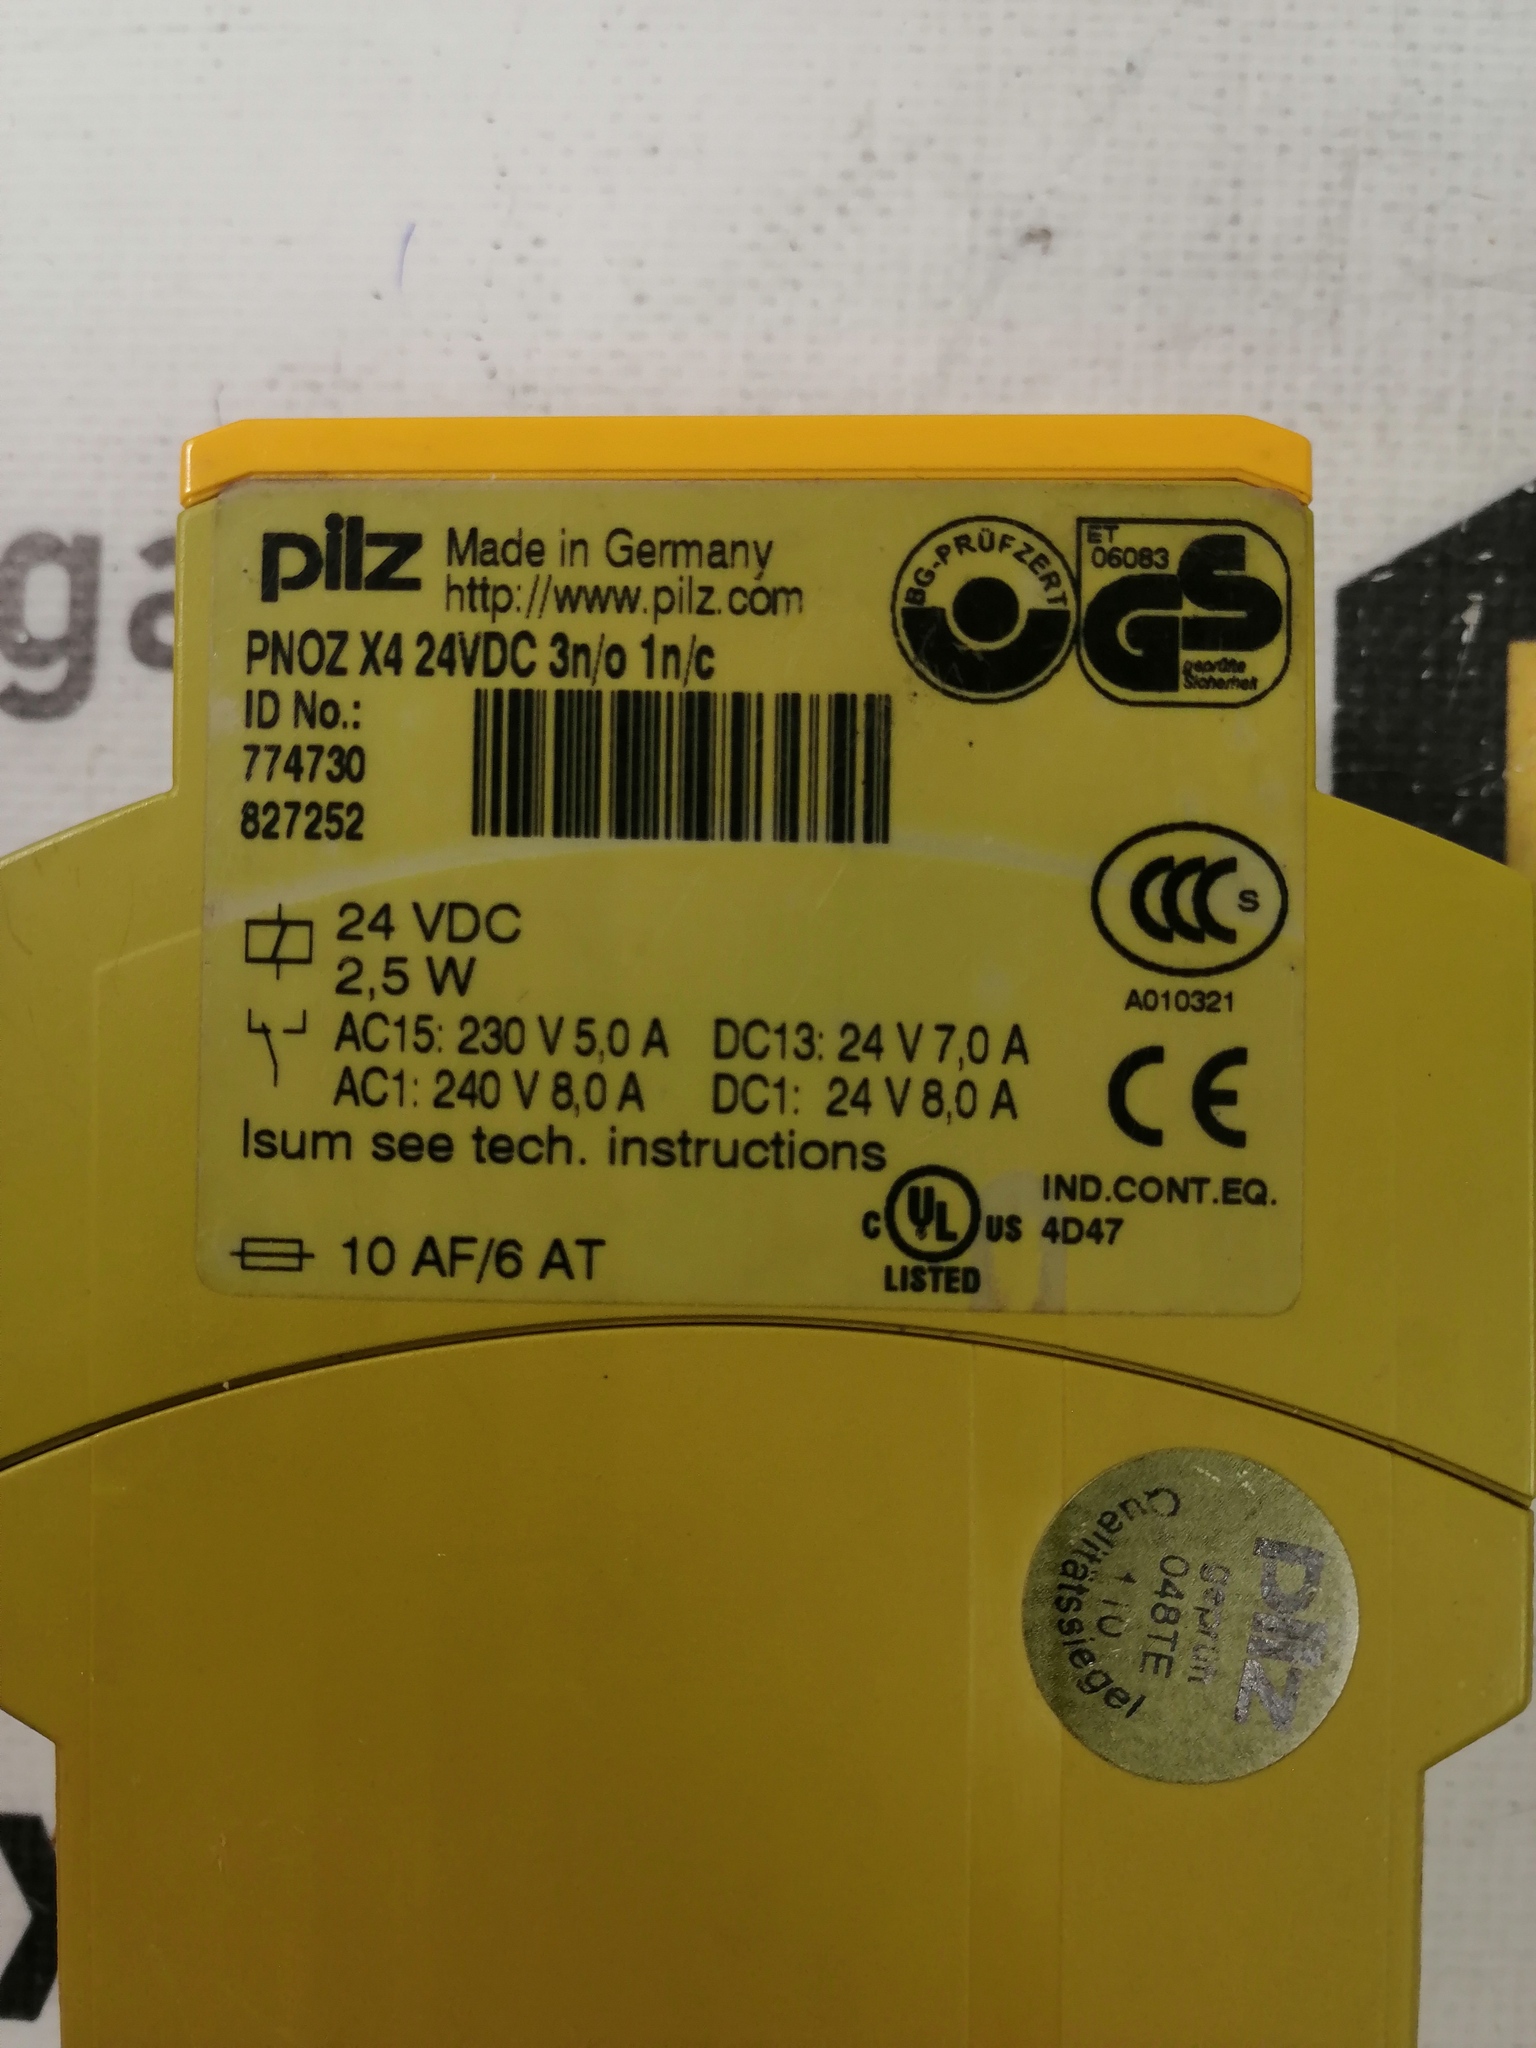 pilz
Made in Germany
http://www.pilz.com
BG-PRÜFZERT
ET
06083
GS
geprüfte
Sicherheit
PNOZ X4 24VDC 3n/o 1n/c
ID No.:
774730
827252
24 VDC
2,5 W
CCC S
A010321
AC15: 230 V 5,0 A DC13: 24 V 7,0 A
AC1: 240 V 8,0 A DC1: 24 V 8,0 A
CE
Isum see tech. instructions
C UL US
LISTED
IND.CONT.EQ.
4D47
10 AF/6 AT
pilz
geprüft
048TE
Qualitätssiegel
ga